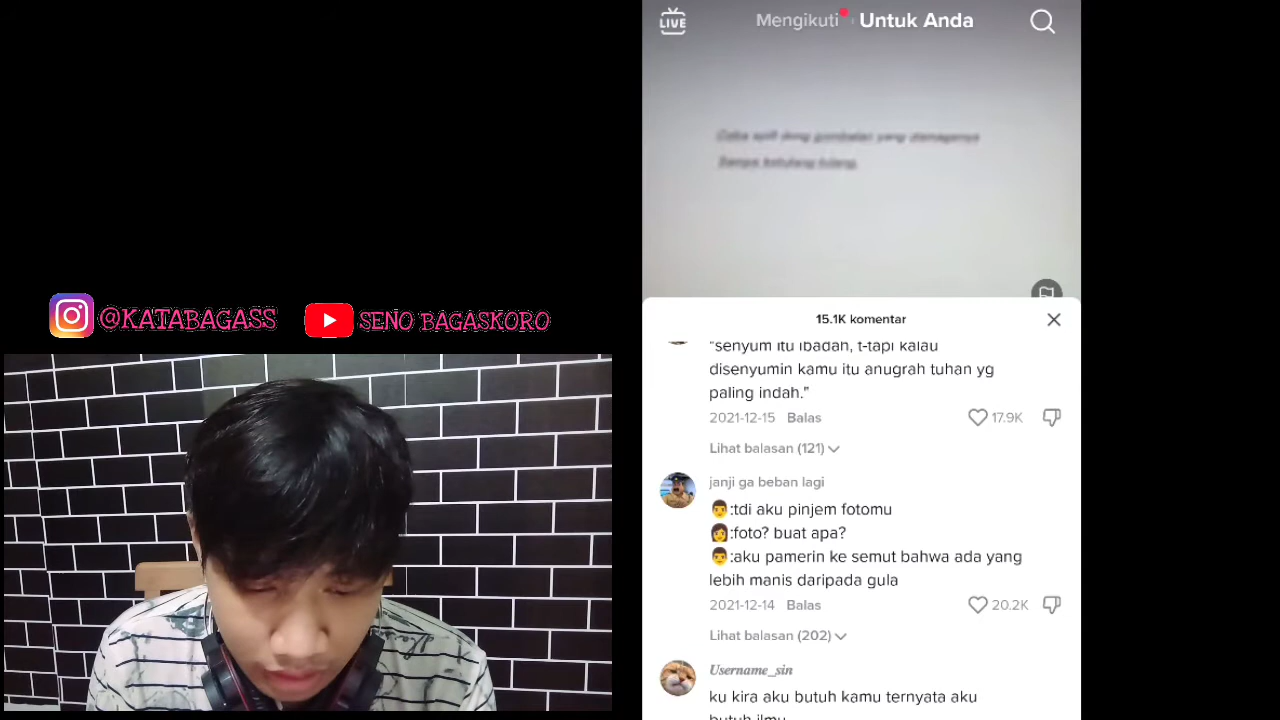 LIVE
Mengikuti
Untuk Anda
@KATABAGASS
SENO BAGASKORO
15.1K komentar
"senyum itu ibadah, t-tapi kalau
disenyumin kamu itu anugrah tuhan yg
paling indah."
2021-12-15 Balas 17.9K
Lihat balasan (121)
janji ga beban lagi
👨:tdi aku pinjem fotomu
👩:foto? buat apa?
👨:aku pamerin ke semut bahwa ada yang
lebih manis daripada gula
2021-12-14 Balas 20.2K
Lihat balasan (202)
Username_sin
ku kira aku butuh kamu ternyata aku
butuh ilmu